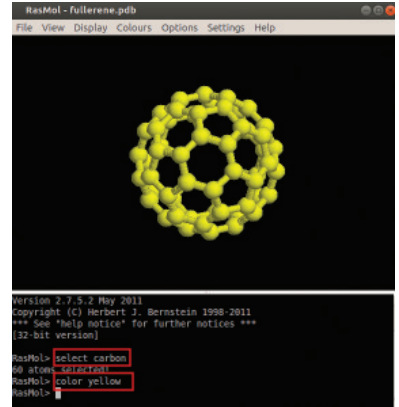 RasMol - fullerene.pdb
File View Display Colours Options Settings Help
Version 2.7.5.2 May 2011
Copyright (C) Herbert J. Bernstein 1998-2011
*** See "help notice" for further notices ***
[32-bit version]
RasMol> select carbon
60 atoms selected!
RasMol> color yellow
RasMol>